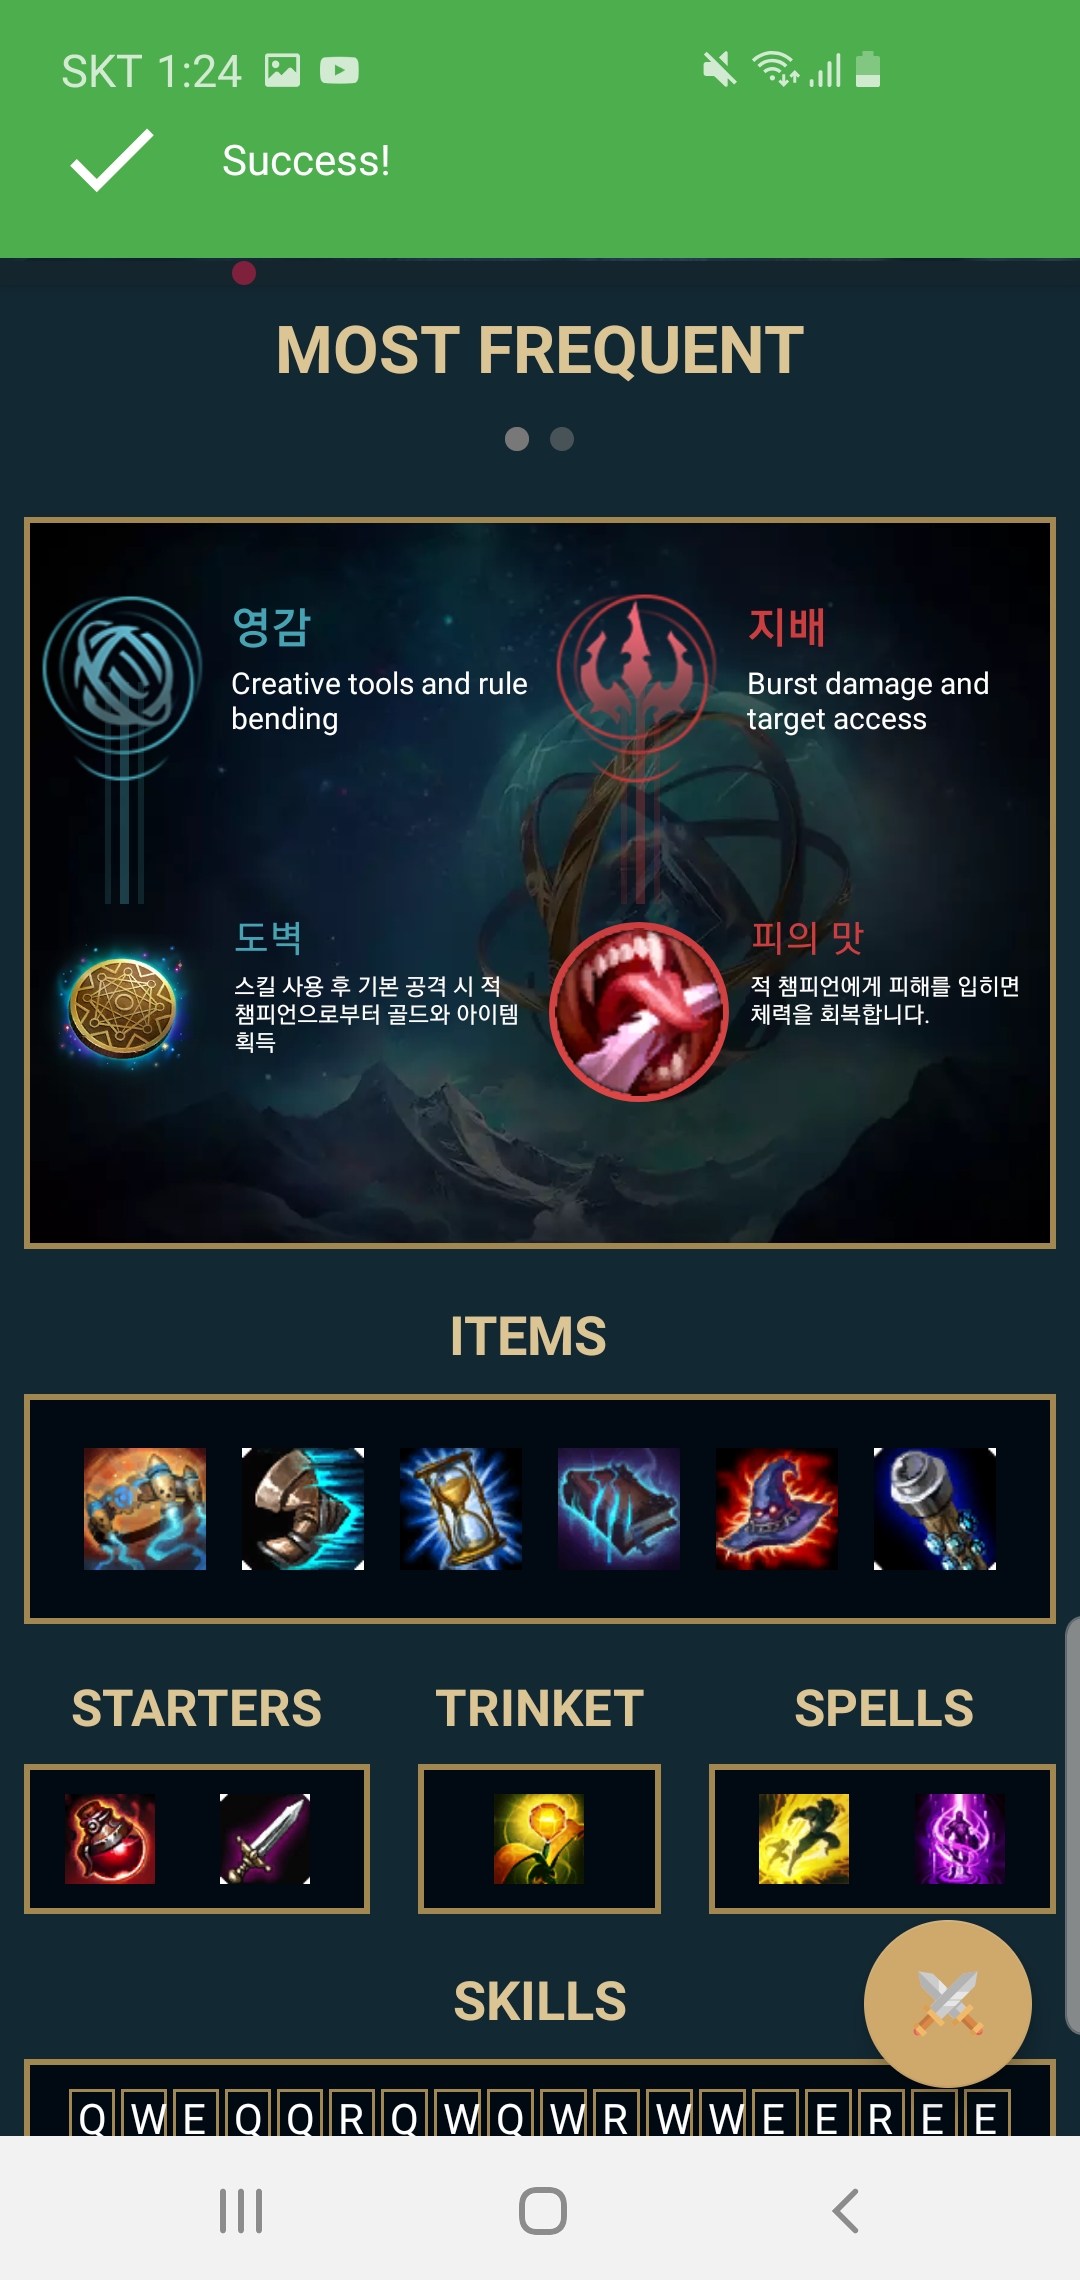 SKT 1:24
Success!
MOST FREQUENT
영감
Creative tools and rule
bending
지배
Burst damage and
target access
도벽
스킬 사용 후 기본 공격 시 적
챔피언으로부터 골드와 아이템
획득
피의 맛
적 챔피언에게 피해를 입히면
체력을 회복합니다.
ITEMS
STARTERS
TRINKET
SPELLS
SKILLS
Q W E Q Q R Q W Q W R W W E E R E E